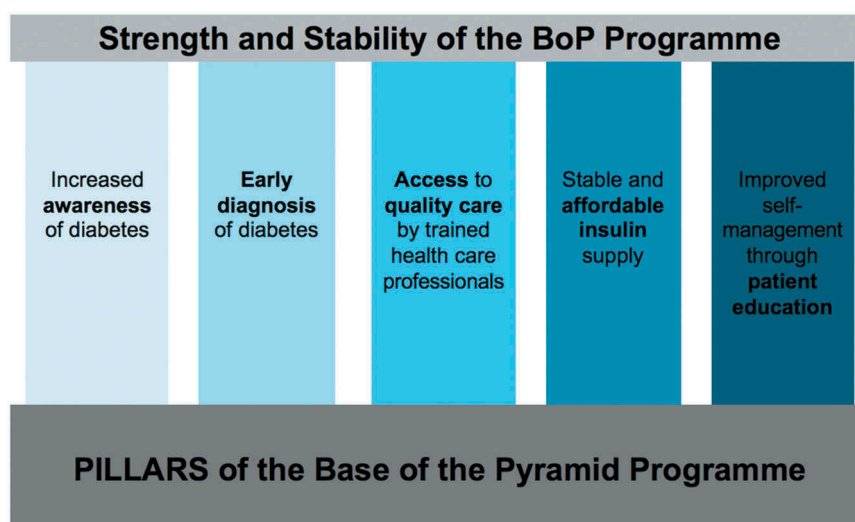 Strength and Stability of the BoP Programme
Increased
awareness
of diabetes
Early
diagnosis
of diabetes
Access to
quality care
by trained
health care
professionals
Stable and
affordable
insulin
supply
Improved
self-
management
through
patient
education
PILLARS of the Base of the Pyramid Programme